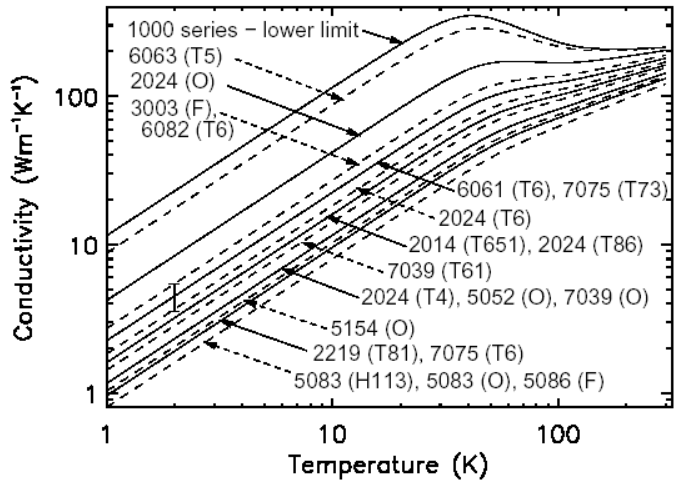 1000 series – lower limit
6063 (T5)
2024 (O)
3003 (F),
6082 (T6)
6061 (T6), 7075 (T73)
2024 (T6)
2014 (T651), 2024 (T86)
7039 (T61)
2024 (T4), 5052 (O), 7039 (O)
5154 (O)
2219 (T81), 7075 (T6)
5083 (H113), 5083 (O), 5086 (F)
100
10
1
Conductivity (Wm⁻¹K⁻¹)
1 10 100
Temperature (K)